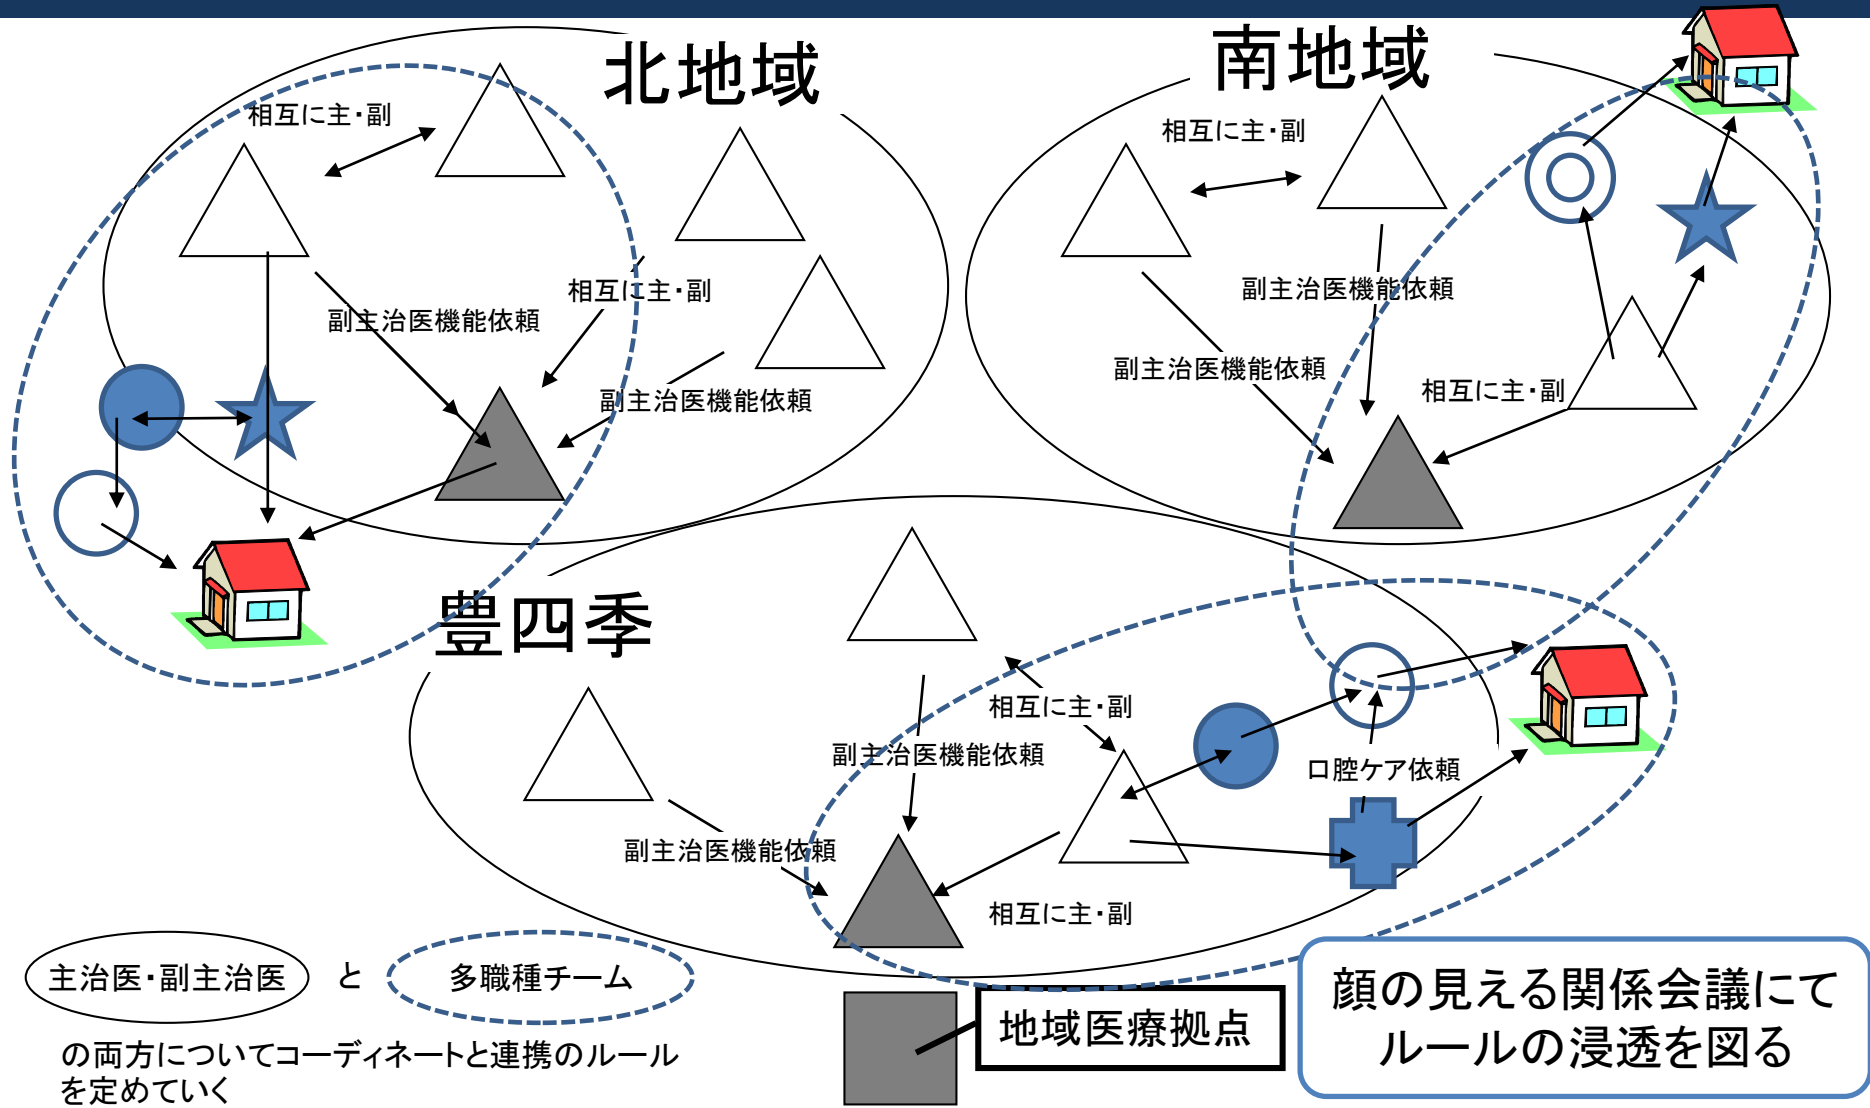 北地域
南地域
相互に主・副
相互に主・副
相互に主・副
副主治医機能依頼
副主治医機能依頼
副主治医機能依頼
副主治医機能依頼
相互に主・副
豊四季
相互に主・副
副主治医機能依頼
口腔ケア依頼
副主治医機能依頼
相互に主・副
主治医・副主治医
と
多職種チーム
の両方についてコーディネートと連携のルール
を定めていく
地域医療拠点
顔の見える関係会議にて
ルールの浸透を図る